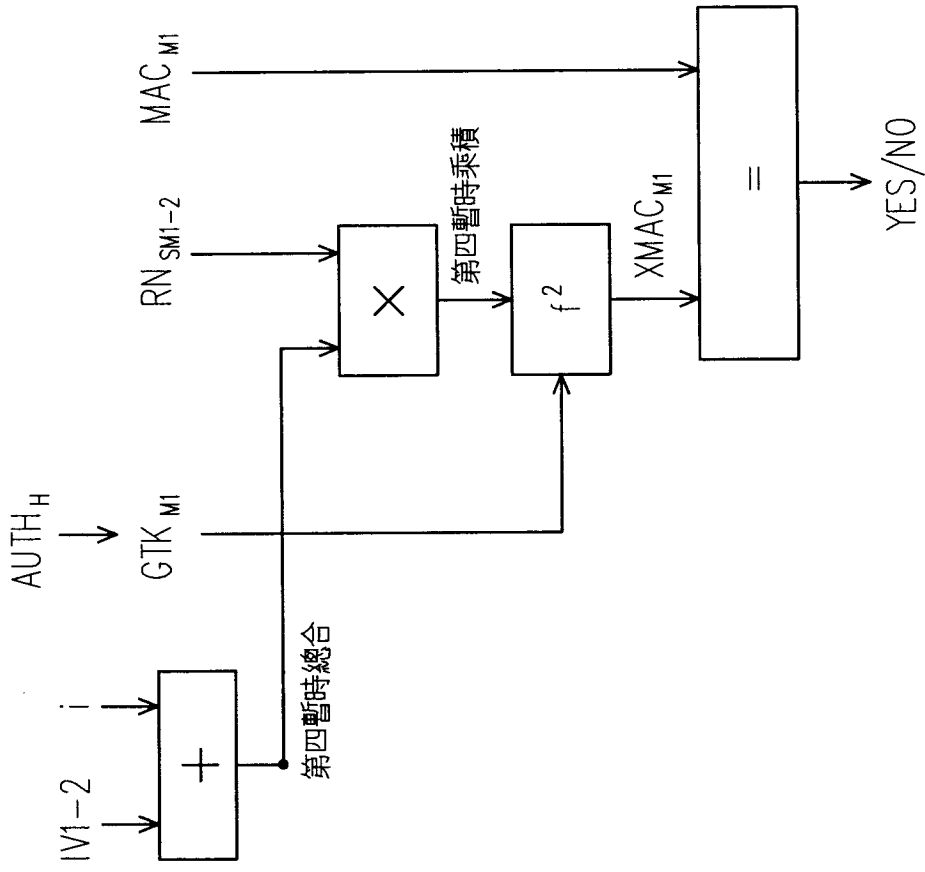 AUTH_H
IV1-2
i
GTK_M1
RN_SM1-2
MAC_M1
+
第四暫時總合
×
第四暫時乘積
f²
XMAC_M1
=
YES/NO